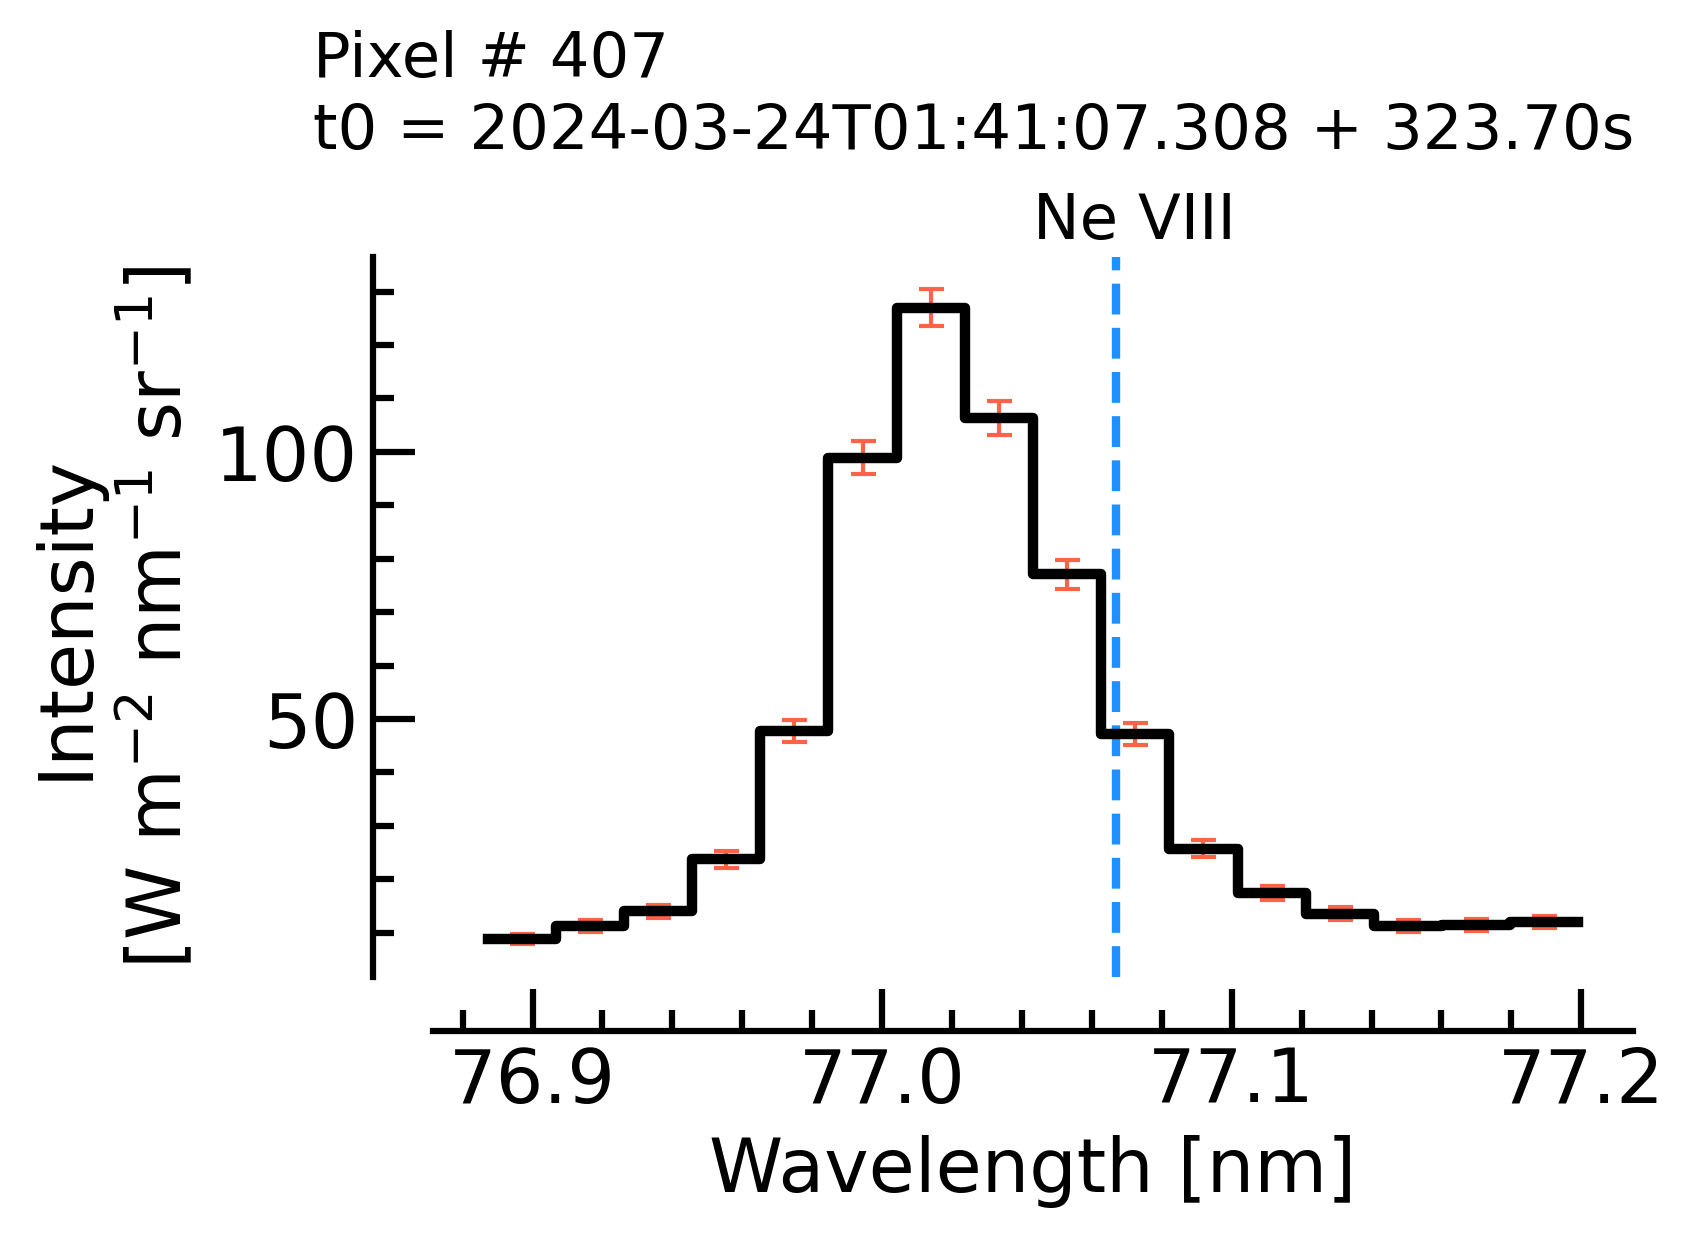 Pixel # 407
t0 = 2024-03-24T01:41:07.308 + 323.70s
Ne VIII
Intensity
[W m⁻² nm⁻¹ sr⁻¹]
100
50
76.9 77.0 77.1 77.2
Wavelength [nm]